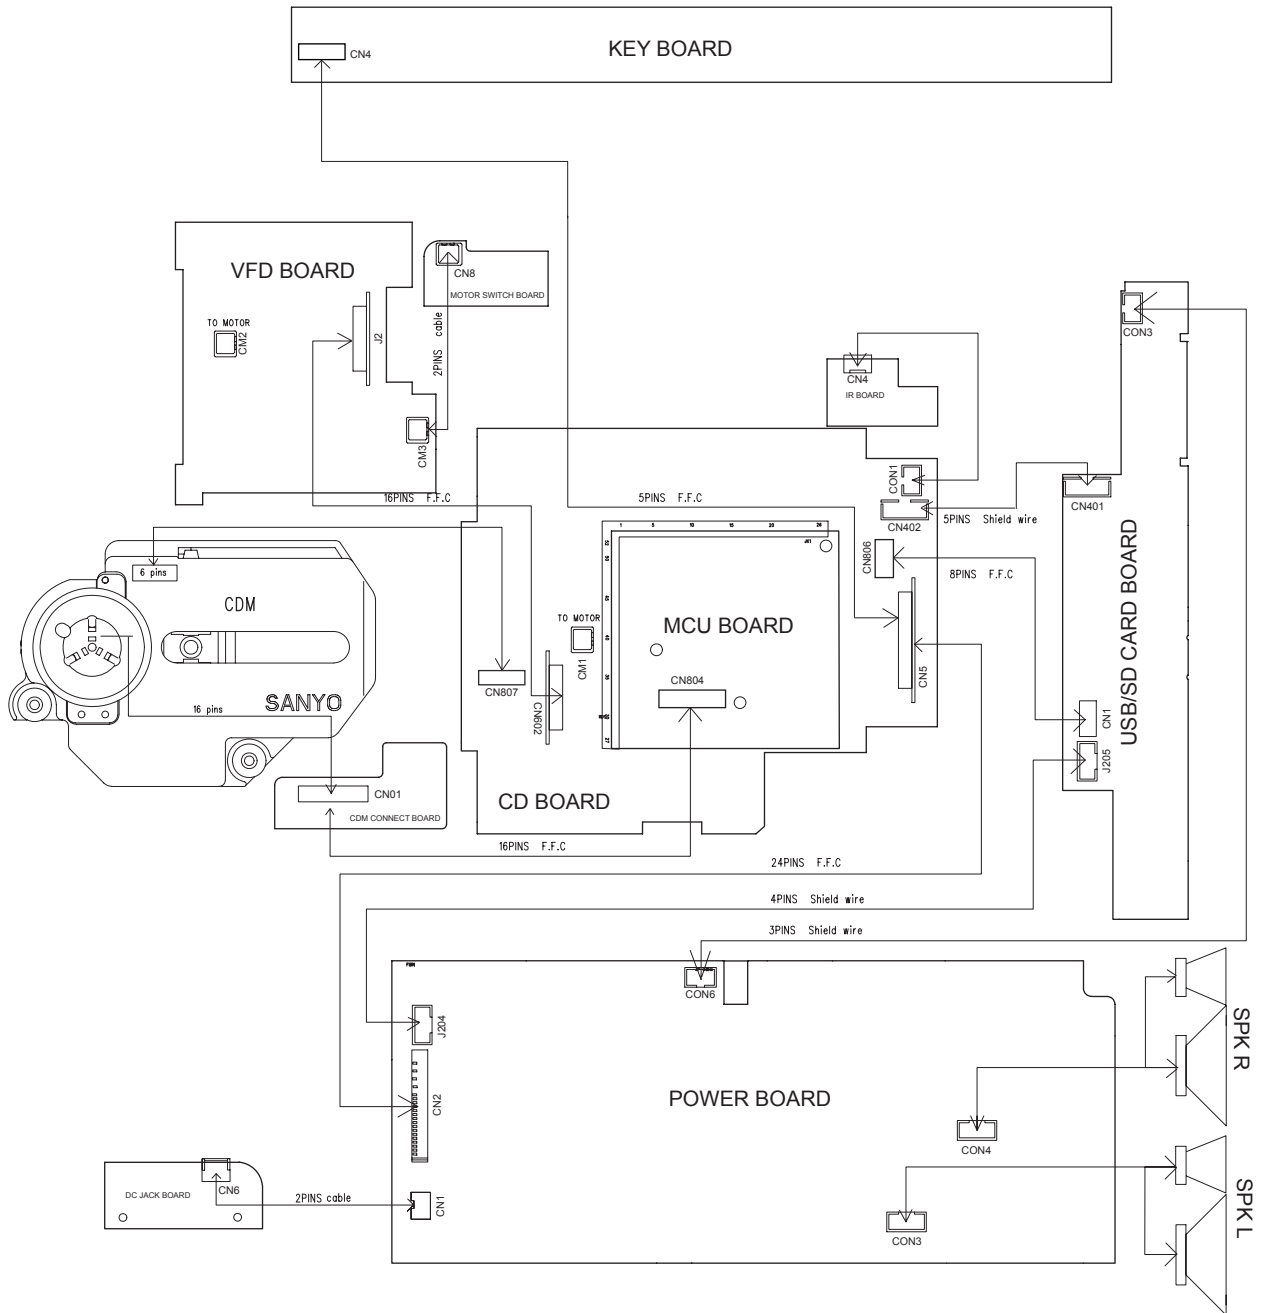 KEY BOARD
CN4
VFD BOARD
CN8
MOTOR SWITCH BOARD
TO MOTOR
CM2
J2
2PINS cable
CM3
CON3
CN4
IR BOARD
16PINS F.F.C
5PINS F.F.C
CON1
CN402
5PINS Shield wire
CN401
CN806
8PINS F.F.C
6 pins
CDM
SANYO
16 pins
1 5 10 15 20 26
TO MOTOR
CM1
MCU BOARD
CN804
CN807
CN602
CN5
USB/SD CARD BOARD
CN1
J205
CN01
CDM CONNECT BOARD
CD BOARD
16PINS F.F.C
24PINS F.F.C
4PINS Shield wire
3PINS Shield wire
CON6
J204
CN2
POWER BOARD
CON4
SPK R
CN6
DC JACK BOARD
2PINS cable
CN1
CON3
SPK L